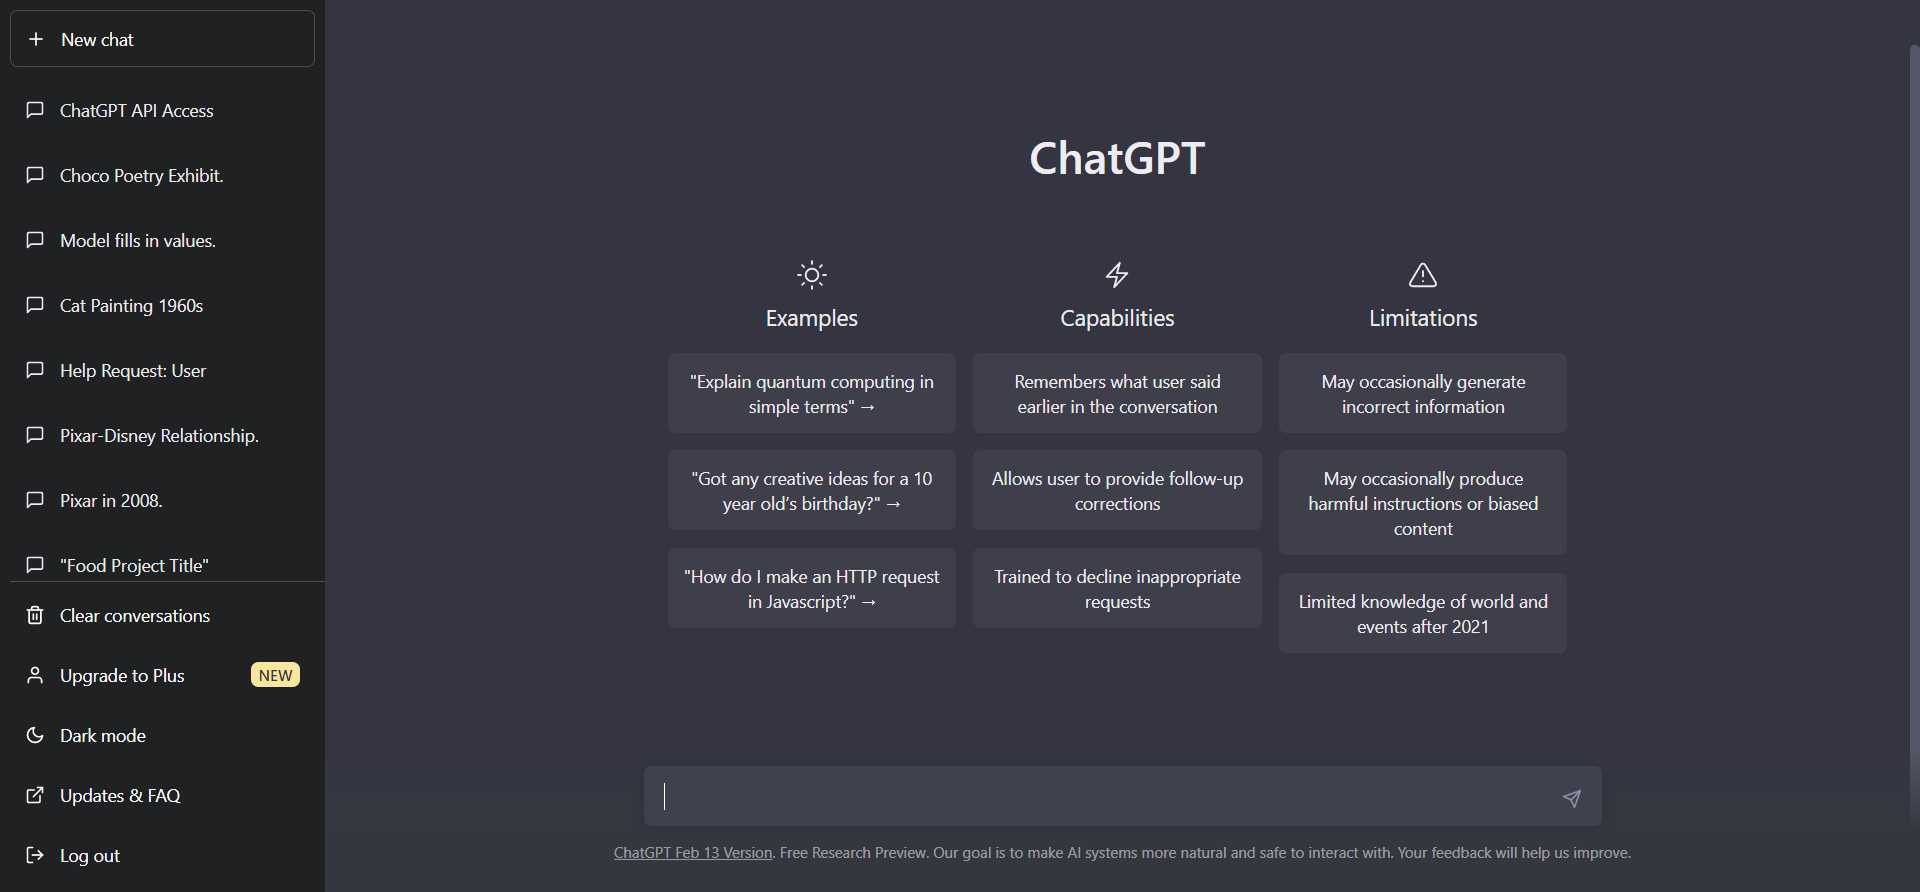 New chat
ChatGPT API Access
Choco Poetry Exhibit.
Model fills in values.
Cat Painting 1960s
Help Request: User
Pixar-Disney Relationship.
Pixar in 2008.
"Food Project Title"
Clear conversations
Upgrade to Plus
NEW
Dark mode
Updates & FAQ
Log out
ChatGPT
Examples
"Explain quantum computing in
simple terms" →
"Got any creative ideas for a 10
year old’s birthday?" →
"How do I make an HTTP request
in Javascript?" →
Capabilities
Remembers what user said
earlier in the conversation
Allows user to provide follow-up
corrections
Trained to decline inappropriate
requests
Limitations
May occasionally generate
incorrect information
May occasionally produce
harmful instructions or biased
content
Limited knowledge of world and
events after 2021
ChatGPT Feb 13 Version. Free Research Preview. Our goal is to make AI systems more natural and safe to interact with. Your feedback will help us improve.